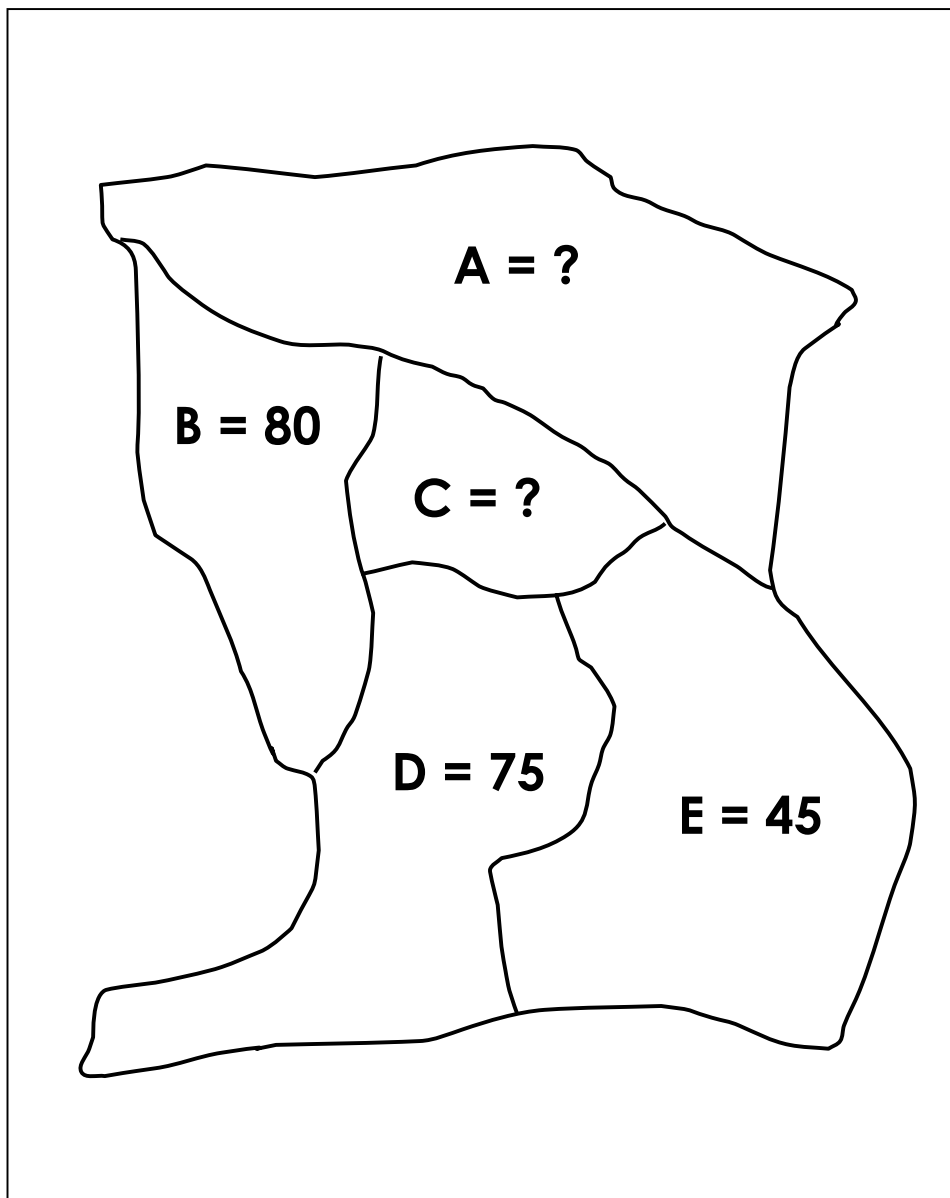 A = ?
B = 80
C = ?
D = 75
E = 45